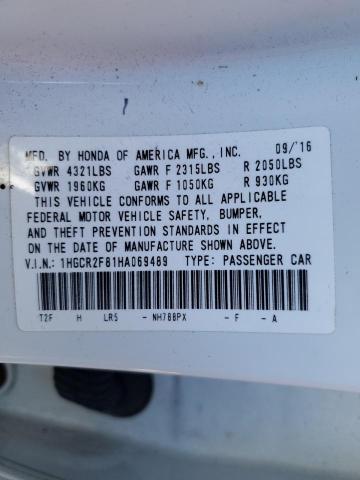 MFD. BY HONDA OF AMERICA MFG., INC. 09/'16
GVWR 4321LBS GAWR F 2315LBS R 2050LBS
GVWR 1960KG GAWR F 1050KG R 930KG
THIS VEHICLE CONFORMS TO ALL APPLICABLE
FEDERAL MOTOR VEHICLE SAFETY, BUMPER,
AND THEFT PREVENTION STANDARDS IN EFFECT
ON THE DATE OF MANUFACTURE SHOWN ABOVE.
V.I.N.: 1HGCR2F81HA069489 TYPE: PASSENGER CAR
T2F H LR5 -NH788PX -F -A